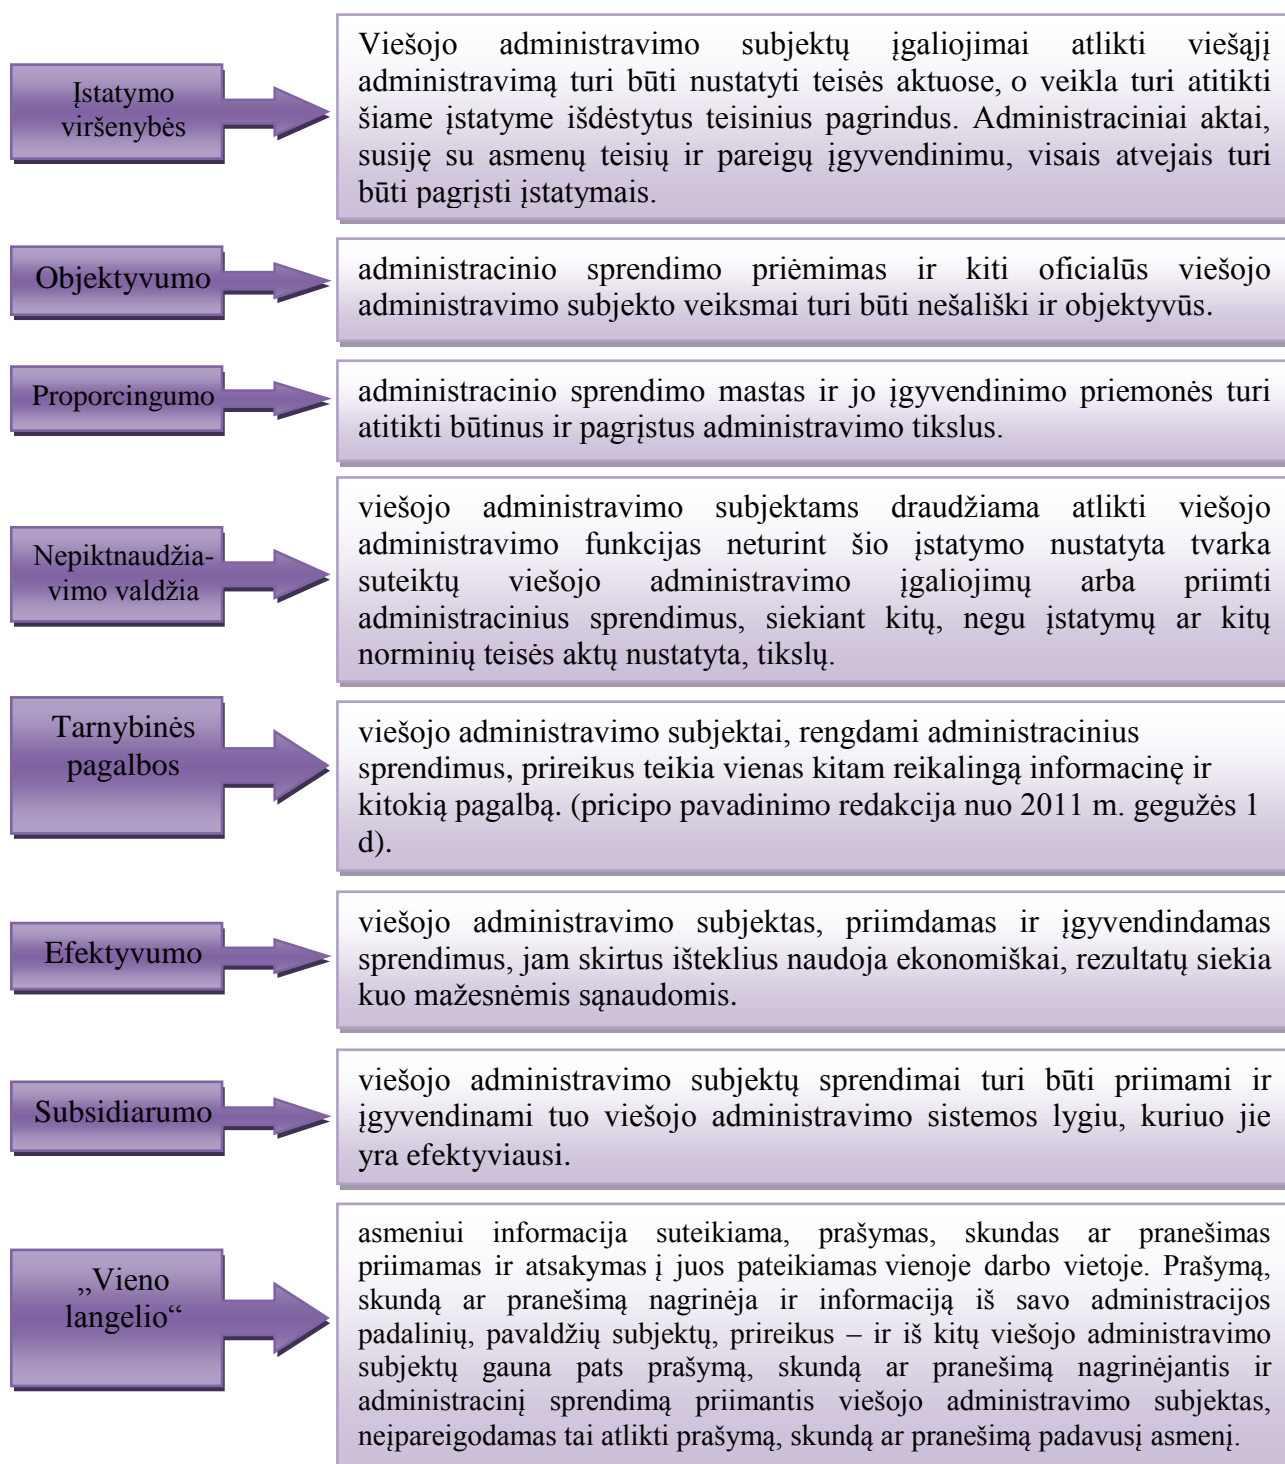 Įstatymo
viršenybės
Viešojo administravimo subjektų įgaliojimai atlikti viešąjį
administravimą turi būti nustatyti teisės aktuose, o veikla turi atitikti
šiame įstatyme išdėstytus teisinius pagrindus. Administraciniai aktai,
susiję su asmenų teisių ir pareigų įgyvendinimu, visais atvejais turi
būti pagrįsti įstatymais.
Objektyvumo
administracinio sprendimo priėmimas ir kiti oficialūs viešojo
administravimo subjekto veiksmai turi būti nešališki ir objektyvūs.
Proporcingumo
administracinio sprendimo mastas ir jo įgyvendinimo priemonės turi
atitikti būtinus ir pagrįstus administravimo tikslus.
Nepiktnaudžia-
vimo valdžia
viešojo administravimo subjektams draudžiama atlikti viešojo
administravimo funkcijas neturint šio įstatymo nustatyta tvarka
suteiktų viešojo administravimo įgaliojimų arba priimti
administracinius sprendimus, siekiant kitų, negu įstatymų ar kitų
norminių teisės aktų nustatyta, tikslų.
Tarnybinės
pagalbos
viešojo administravimo subjektai, rengdami administracinius
sprendimus, prireikus teikia vienas kitam reikalingą informacinę ir
kitokią pagalbą. (pricipo pavadinimo redakcija nuo 2011 m. gegužės 1
d).
Efektyvumo
viešojo administravimo subjektas, priimdamas ir įgyvendindamas
sprendimus, jam skirtus išteklius naudoja ekonomiškai, rezultatų siekia
kuo mažesnėmis sąnaudomis.
Subsidiarumo
viešojo administravimo subjektų sprendimai turi būti priimami ir
įgyvendinami tuo viešojo administravimo sistemos lygiu, kuriuo jie
yra efektyviausi.
„Vieno
langelio“
asmeniui informacija suteikiama, prašymas, skundas ar pranešimas
priimamas ir atsakymas į juos pateikiamas vienoje darbo vietoje. Prašymą,
skundą ar pranešimą nagrinėja ir informaciją iš savo administracijos
padalinių, pavaldžių subjektų, prireikus – ir iš kitų viešojo administravimo
subjektų gauna pats prašymą, skundą ar pranešimą nagrinėjantis ir
administracinį sprendimą priimantis viešojo administravimo subjektas,
neįpareigodamas tai atlikti prašymą, skundą ar pranešimą padavusį asmenį.